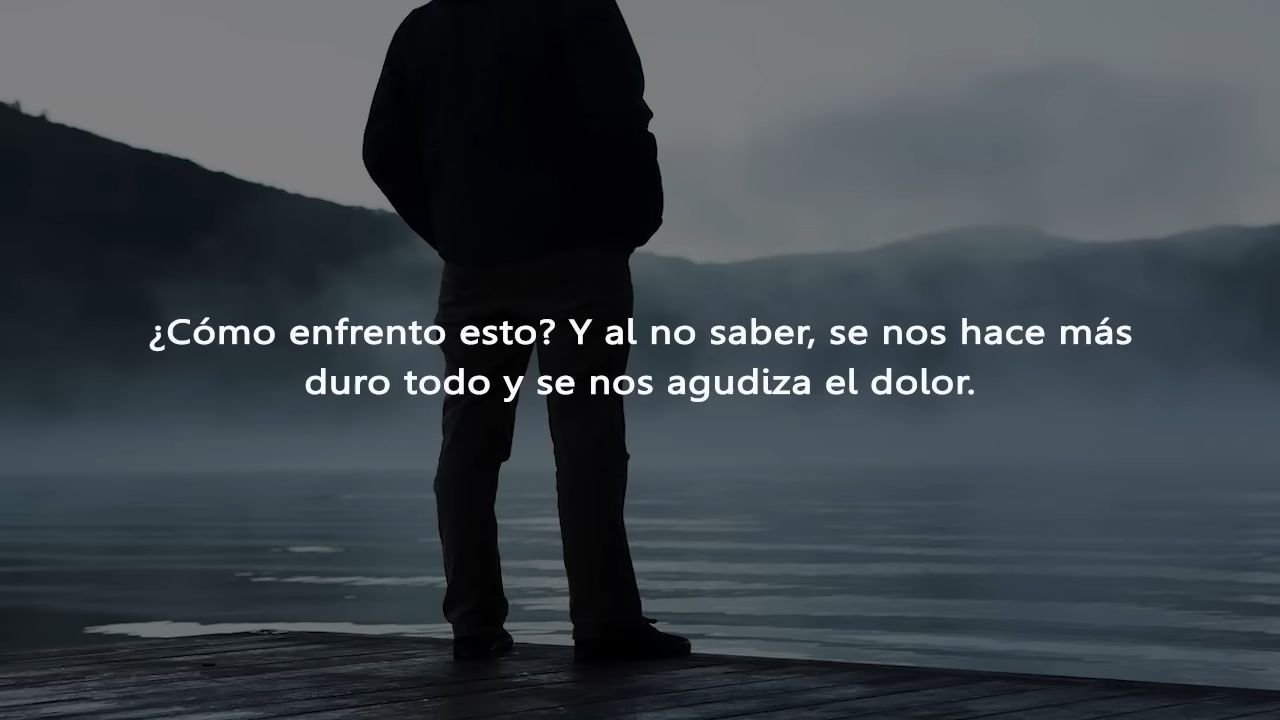 ¿Cómo enfrento esto? Y al no saber, se nos hace más
duro todo y se nos agudiza el dolor.